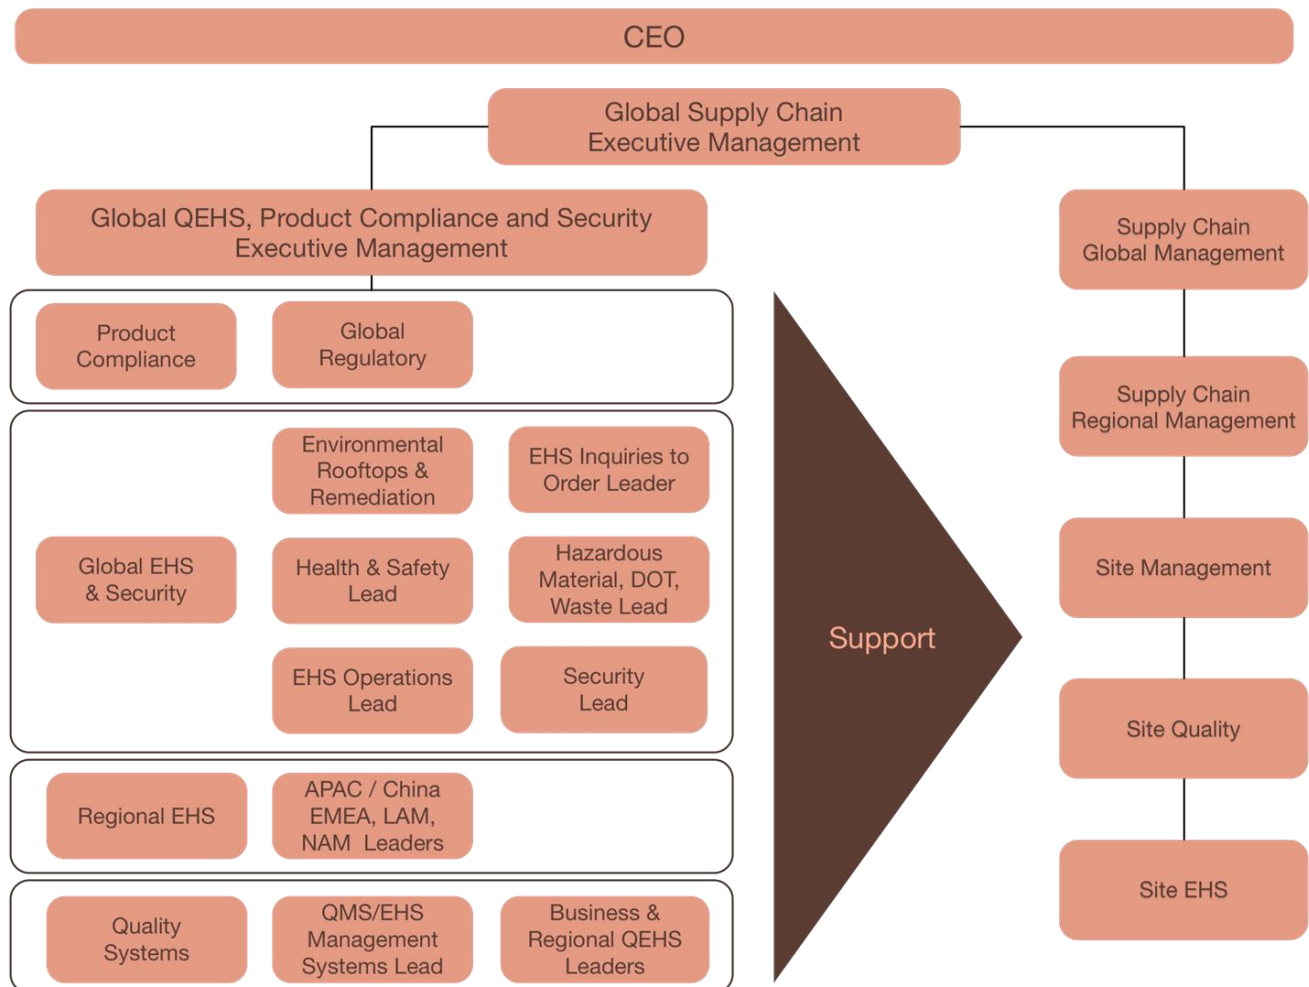 CEO
Global Supply Chain
Executive Management
Global QEHS, Product Compliance and Security
Executive Management
Product
Compliance
Global
Regulatory
Environmental
Rooftops &
Remediation
EHS Inquiries to
Order Leader
Global EHS
& Security
Health & Safety
Lead
Hazardous
Material, DOT,
Waste Lead
EHS Operations
Lead
Security
Lead
Regional EHS
APAC / China
EMEA, LAM,
NAM Leaders
Quality
Systems
QMS/EHS
Management
Systems Lead
Business &
Regional QEHS
Leaders
Support
Supply Chain
Global Management
Supply Chain
Regional Management
Site Management
Site Quality
Site EHS